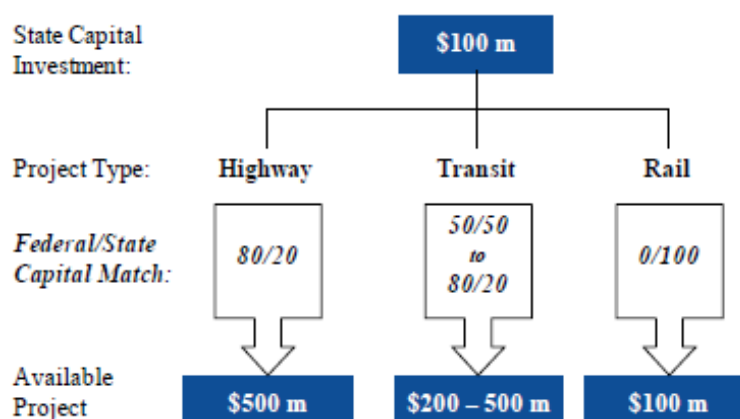 State Capital
Investment:
$100 m
Project Type:
Highway
Transit
Rail
Federal/State
Capital Match:
80/20
50/50
to
80/20
0/100
Available
Project
$500 m
$200 – 500 m
$100 m